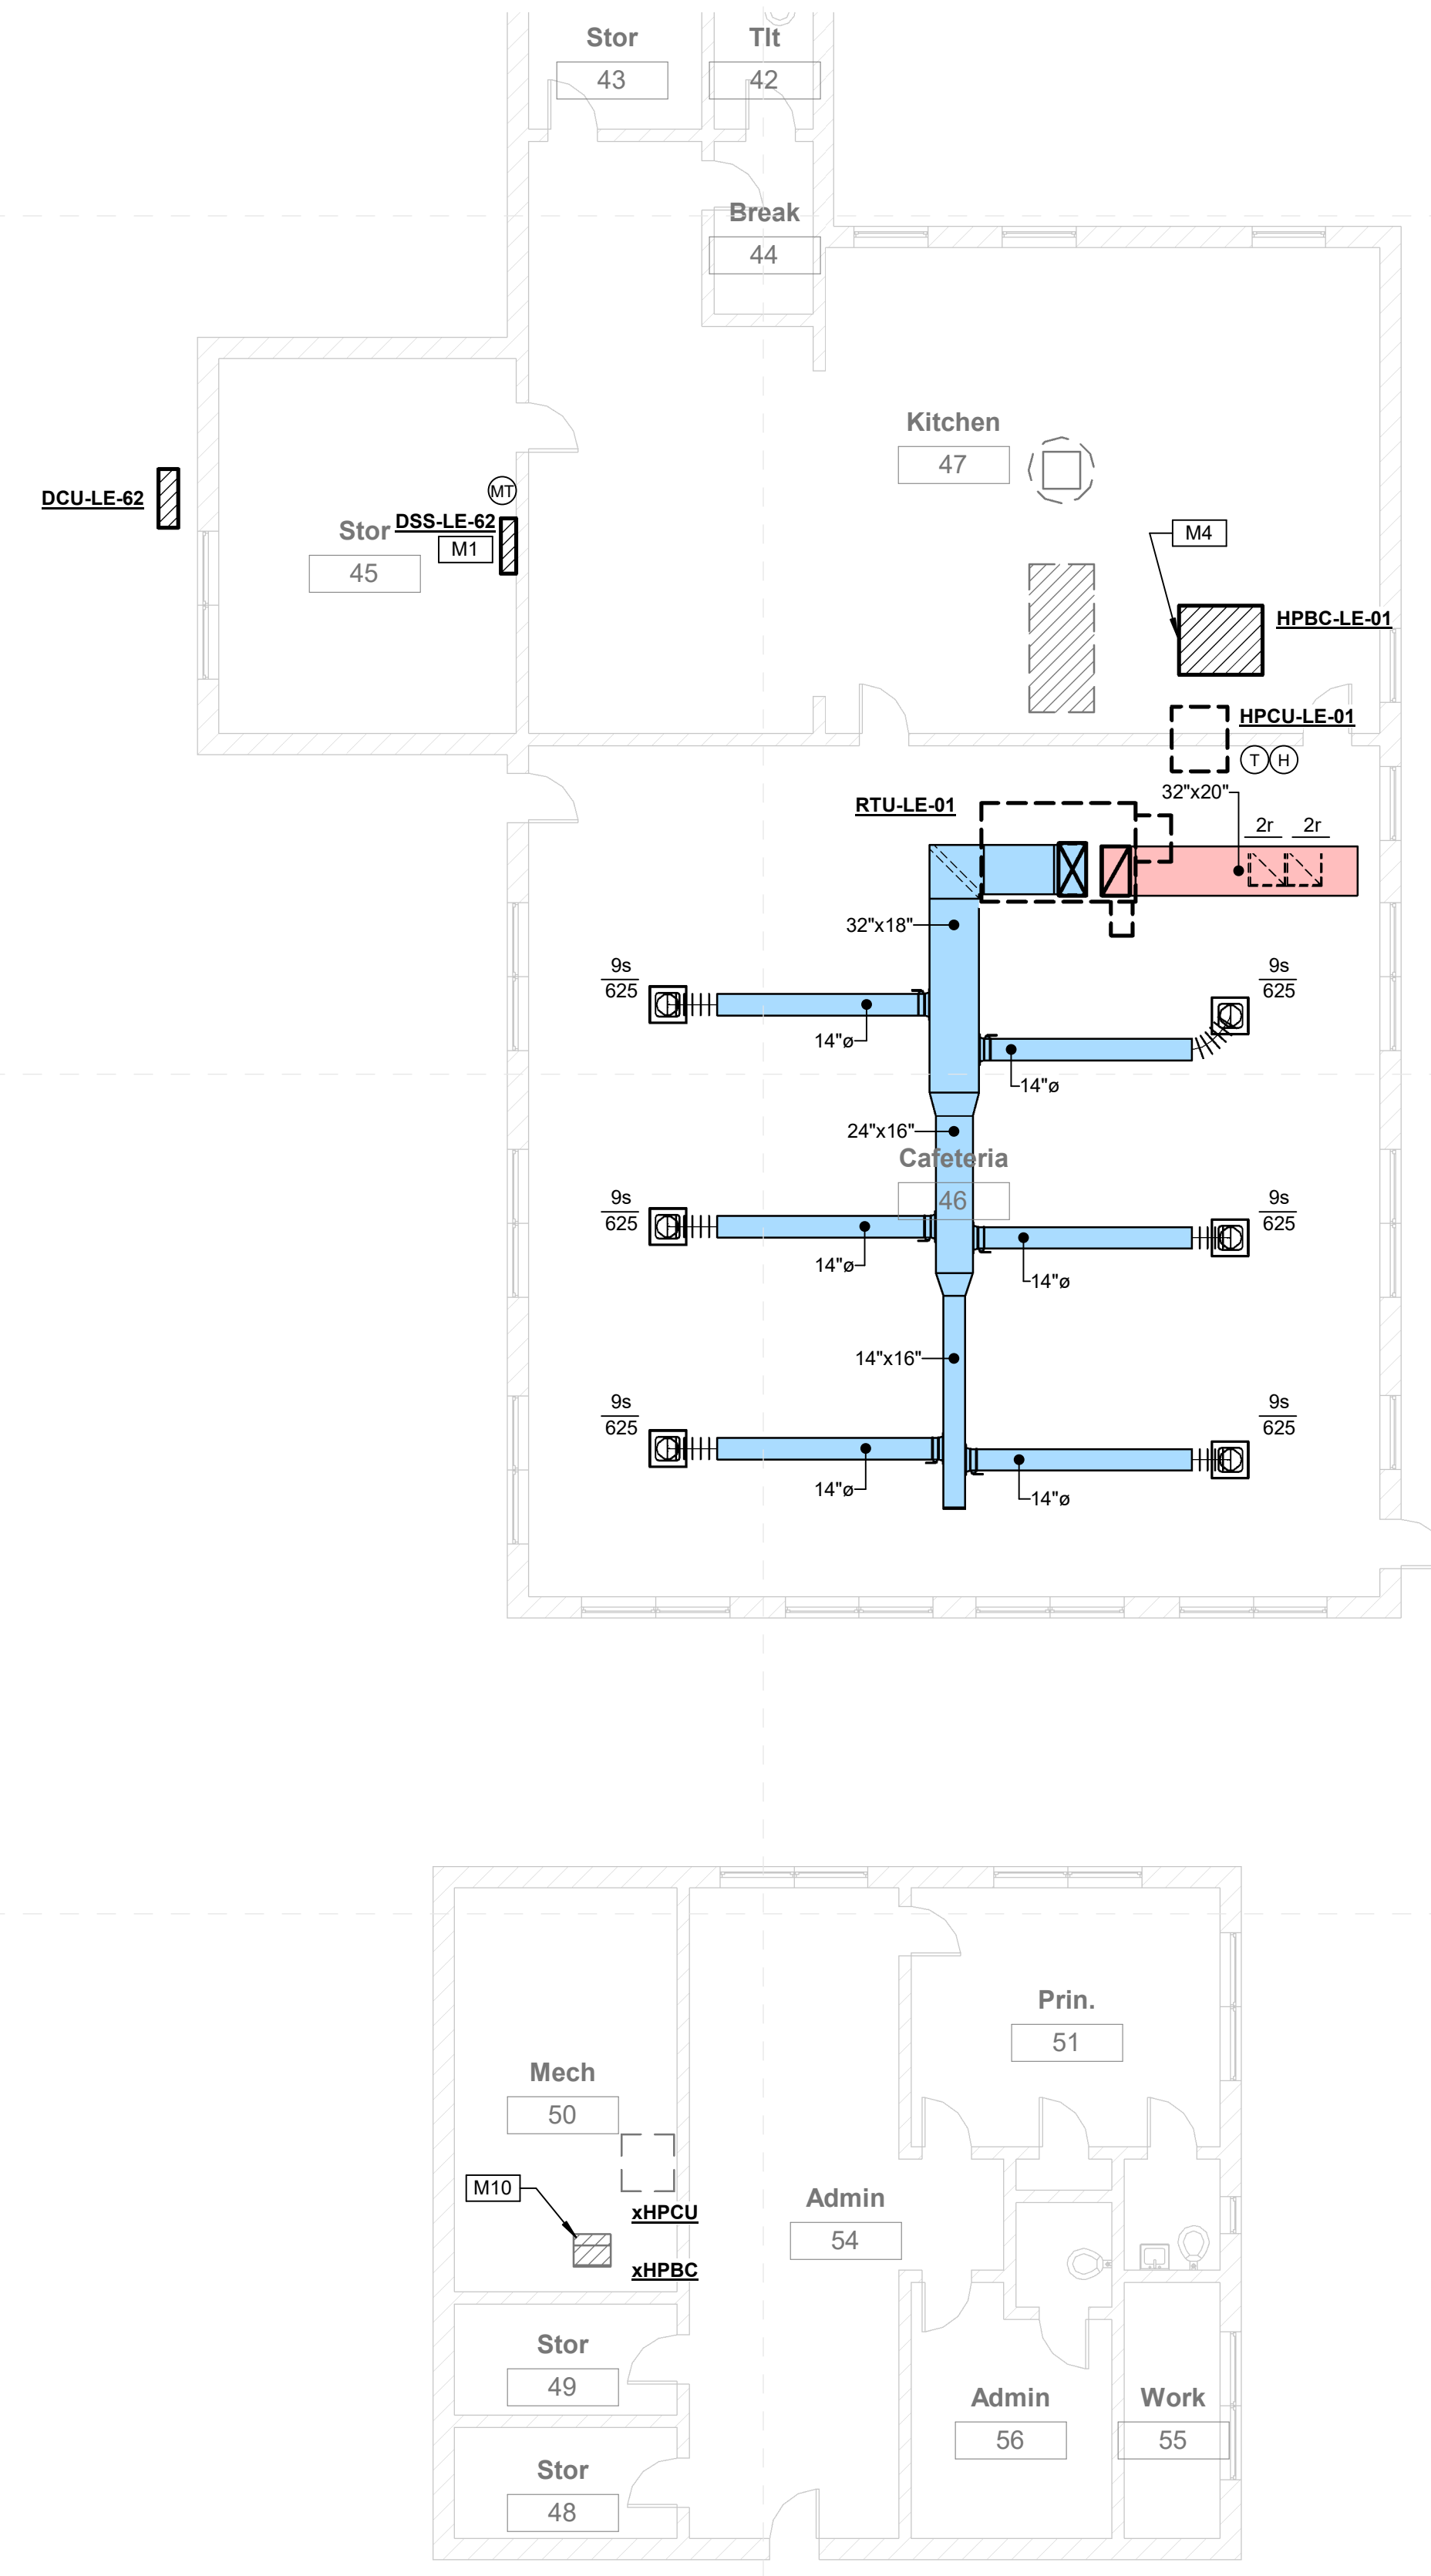 Stor
43
Tlt
42
Break
44
Kitchen
47
DCU-LE-62
MT
Stor
DSS-LE-62
M1
45
M4
HPBC-LE-01
HPCU-LE-01
T
H
32"x20"
RTU-LE-01
2r
2r
32"x18"
9s
625
14"ø
9s
625
14"ø
24"x16"
Cafeteria
46
9s
625
14"ø
9s
625
14"ø
14"x16"
9s
625
14"ø
9s
625
14"ø
Prin.
51
Mech
50
M10
xHPCU
xHPBC
Admin
54
Stor
49
Admin
56
Work
55
Stor
48